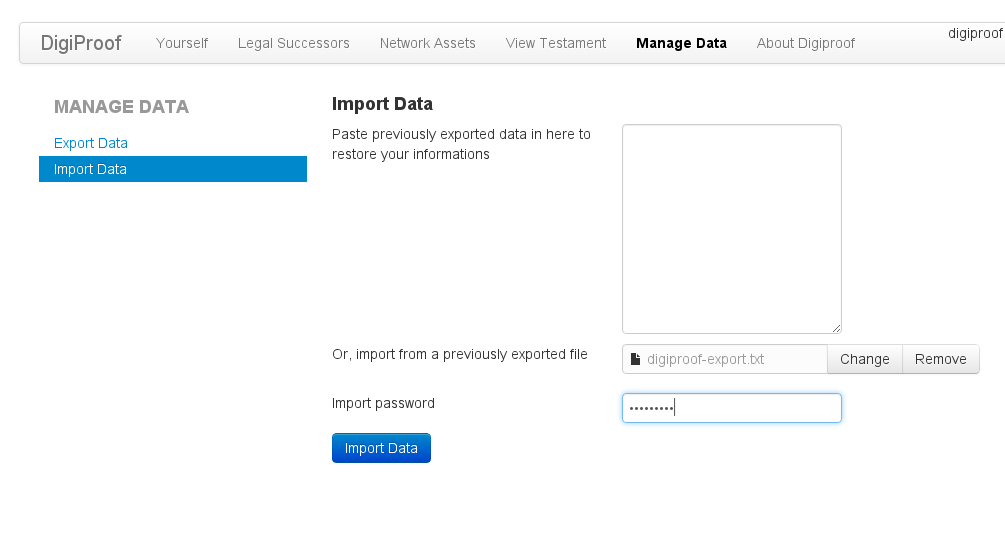 DigiProof Yourself Legal Successors Network Assets View Testament Manage Data About Digiproof digiproof
MANAGE DATA
Export Data
Import Data
Import Data
Paste previously exported data in here to
restore your informations
Or, import from a previously exported file
digiproof-export.txt Change Remove
Import password
•••••••••
Import Data